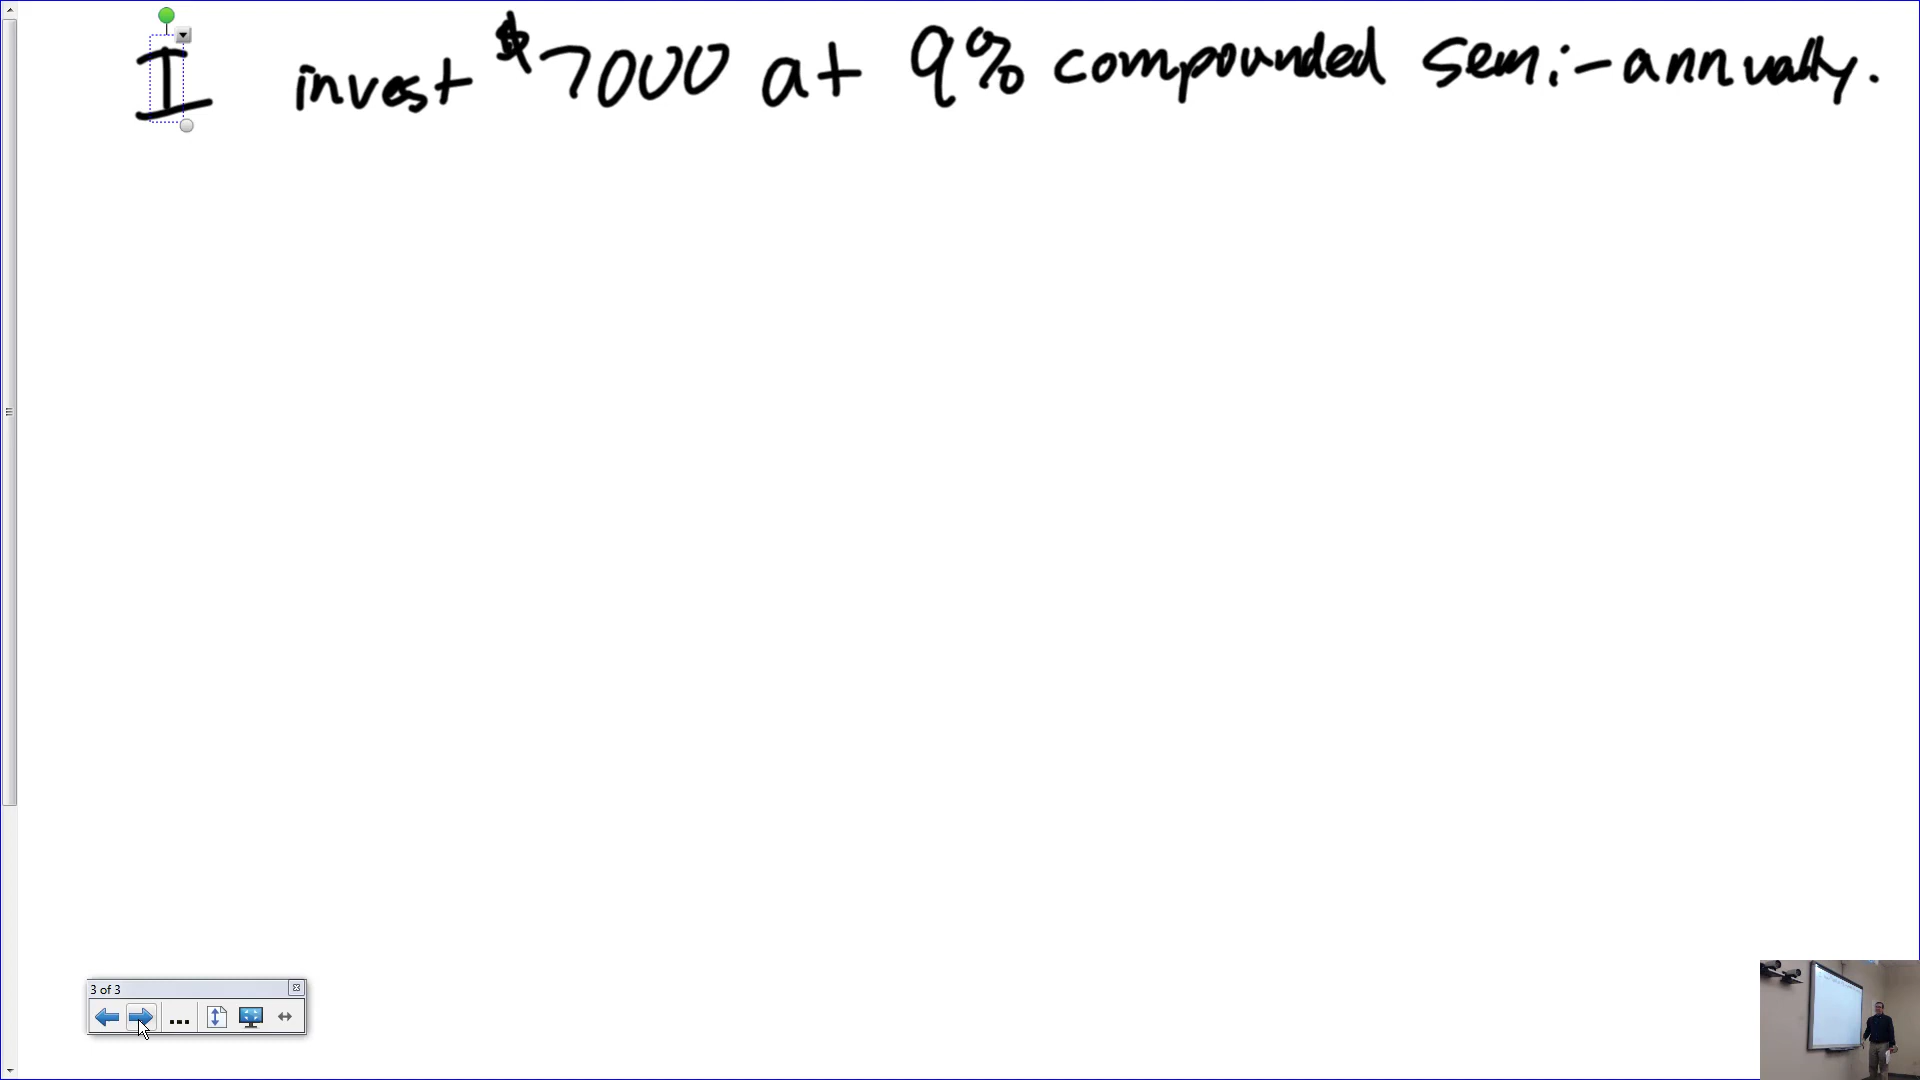 I invest $7000 at 9% compounded semi-annually.
3 of 3